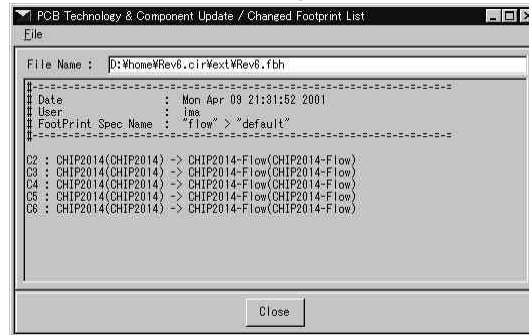 PCB Technology & Component Update / Changed Footprint List
File
File Name : D:¥home¥Rev6.cir¥ext¥Rev6.fbh
#-=-=-=-=-=-=-=-=-=-=-=-=-=-=-=-=-=-=-=-=-=-=-=-=-=-=-=-=-=-=-=
# Date : Mon Apr 09 21:31:52 2001
# User : ima
# FootPrint Spec Name : "flow" > "default"
#-=-=-=-=-=-=-=-=-=-=-=-=-=-=-=-=-=-=-=-=-=-=-=-=-=-=-=-=-=-=-=
C2 : CHIP2014(CHIP2014) -> CHIP2014-Flow(CHIP2014-Flow)
C3 : CHIP2014(CHIP2014) -> CHIP2014-Flow(CHIP2014-Flow)
C4 : CHIP2014(CHIP2014) -> CHIP2014-Flow(CHIP2014-Flow)
C5 : CHIP2014(CHIP2014) -> CHIP2014-Flow(CHIP2014-Flow)
C6 : CHIP2014(CHIP2014) -> CHIP2014-Flow(CHIP2014-Flow)
Close